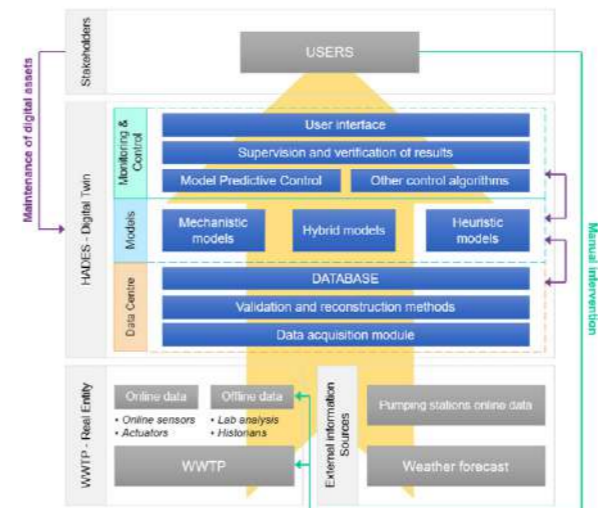 Stakeholders
USERS
Maintenance of digital assets
HADES - Digital Twin
Monitoring &
Control
User interface
Supervision and verification of results
Model Predictive Control
Other control algorithms
Models
Mechanistic
models
Hybrid models
Heuristic
models
Data Centre
DATABASE
Validation and reconstruction methods
Data acquisition module
Manual intervention
WWTP - Real Entity
Online data
Offline data
• Online sensors
• Actuators
• Lab analysis
• Historians
WWTP
External information
Sources
Pumping stations online data
Weather forecast